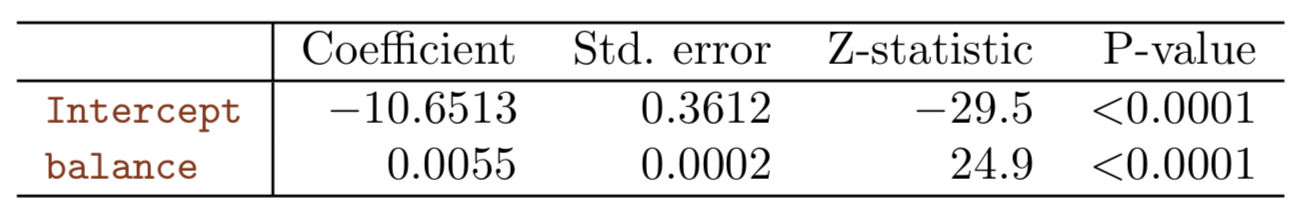 Coefficient Std. error Z-statistic P-value
Intercept −10.6513 0.3612 −29.5 <0.0001
balance 0.0055 0.0002 24.9 <0.0001